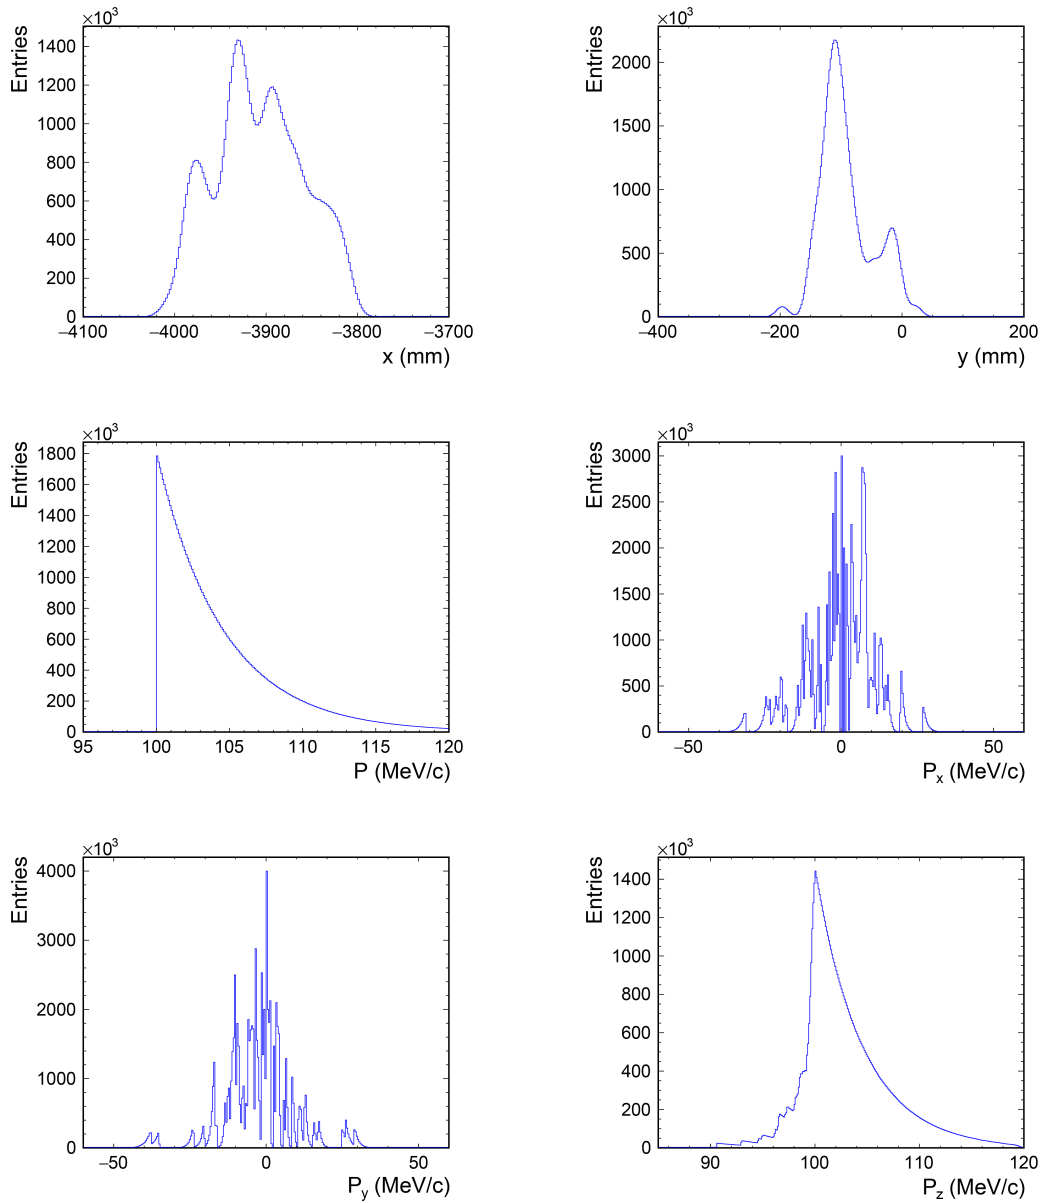 ×10³
Entries
1400
1200
1000
800
600
400
200
0
−4100 −4000 −3900 −3800 −3700
x (mm)
×10³
Entries
2000
1500
1000
500
0
−400 −200 0 200
y (mm)
×10³
Entries
1800
1600
1400
1200
1000
800
600
400
200
0
95 100 105 110 115 120
P (MeV/c)
×10³
Entries
3000
2500
2000
1500
1000
500
0
−50 0 50
Pₓ (MeV/c)
×10³
Entries
4000
3000
2000
1000
0
−50 0 50
P_y (MeV/c)
×10³
Entries
1400
1200
1000
800
600
400
200
0
90 100 110 120
P_z (MeV/c)